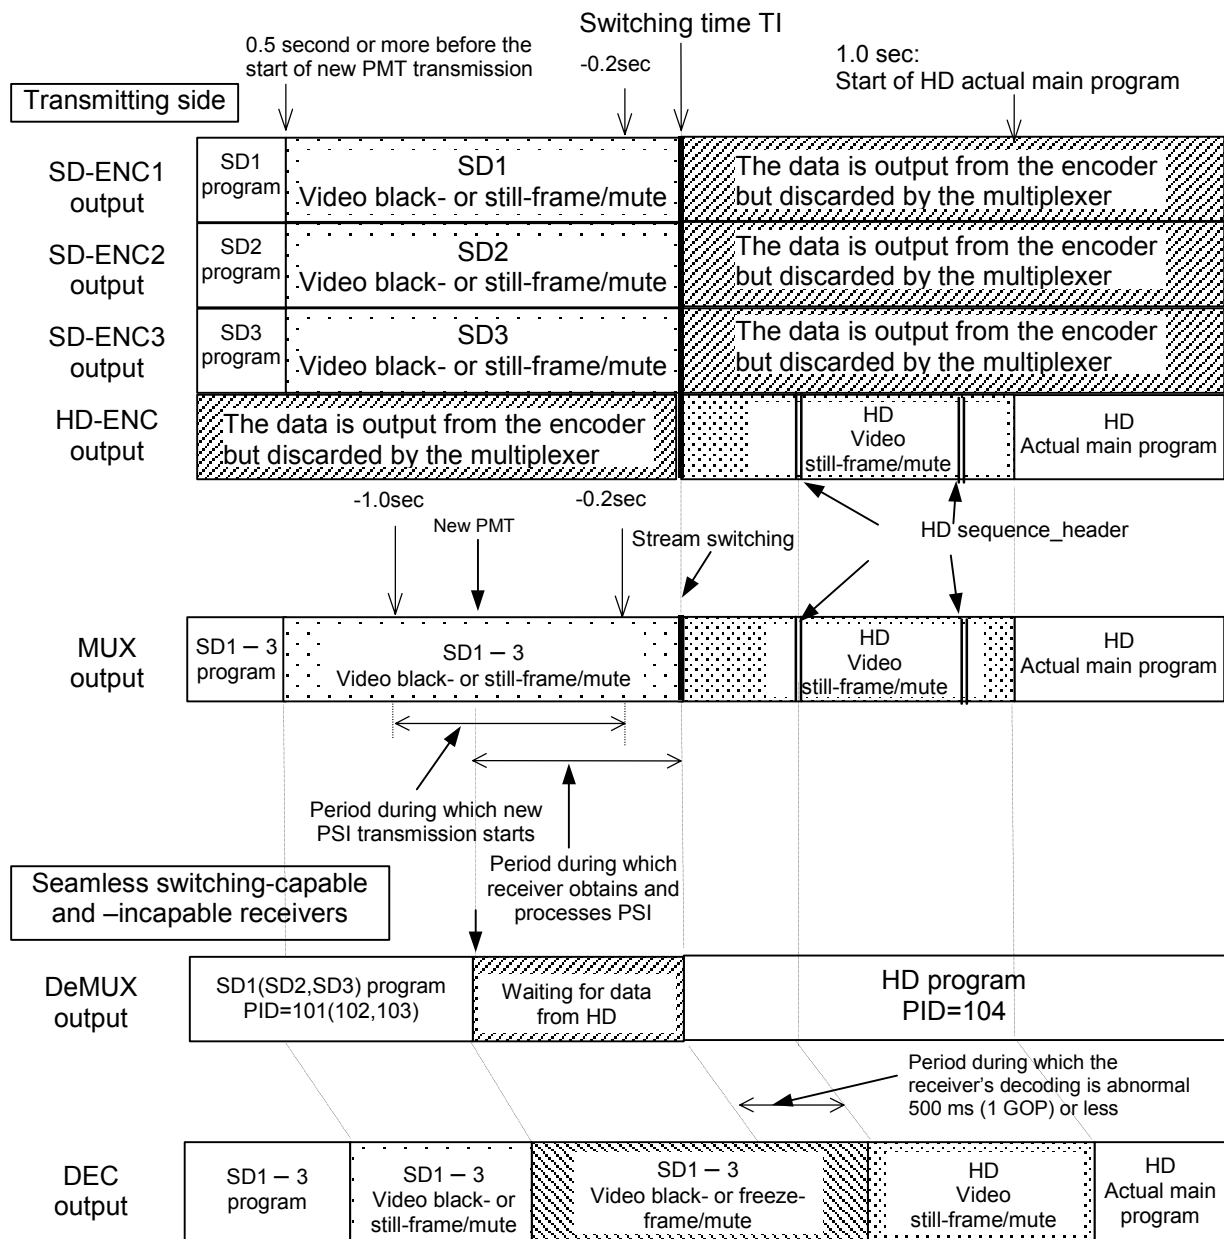 Switching time TI
0.5 second or more before the
start of new PMT transmission
-0.2sec
1.0 sec:
Start of HD actual main program
Transmitting side
SD-ENC1
output
SD1
program
SD1
Video black- or still-frame/mute
The data is output from the encoder
but discarded by the multiplexer
SD-ENC2
output
SD2
program
SD2
Video black- or still-frame/mute
The data is output from the encoder
but discarded by the multiplexer
SD-ENC3
output
SD3
program
SD3
Video black- or still-frame/mute
The data is output from the encoder
but discarded by the multiplexer
HD-ENC
output
The data is output from the encoder
but discarded by the multiplexer
HD
Video
still-frame/mute
HD
Actual main program
-1.0sec
-0.2sec
New PMT
Stream switching
HD sequence_header
MUX
output
SD1 – 3
program
SD1 – 3
Video black- or still-frame/mute
HD
Video
still-frame/mute
HD
Actual main program
Period during which new
PSI transmission starts
Period during which
receiver obtains and
processes PSI
Seamless switching-capable
and –incapable receivers
DeMUX
output
SD1(SD2,SD3) program
PID=101(102,103)
Waiting for data
from HD
HD program
PID=104
Period during which the
receiver's decoding is abnormal
500 ms (1 GOP) or less
DEC
output
SD1 – 3
program
SD1 – 3
Video black- or
still-frame/mute
SD1 – 3
Video black- or freeze-
frame/mute
HD
Video
still-frame/mute
HD
Actual main
program